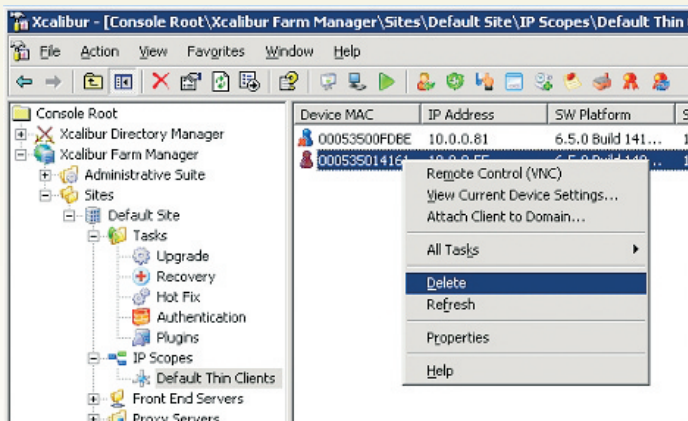 Xcalibur - [Console Root\Xcalibur Farm Manager\Sites\Default Site\IP Scopes\Default Thin
File Action View Favorites Window Help
Console Root
Xcalibur Directory Manager
Xcalibur Farm Manager
Administrative Suite
Sites
Default Site
Tasks
Upgrade
Recovery
Hot Fix
Authentication
Plugins
IP Scopes
Default Thin Clients
Front End Servers
Proxy Servers
Device MAC IP Address SW Platform S
00053500FDBE 10.0.0.81 6.5.0 Build 141... 1
000535014161
Remote Control (VNC)
View Current Device Settings...
Attach Client to Domain...
All Tasks
Delete
Refresh
Properties
Help